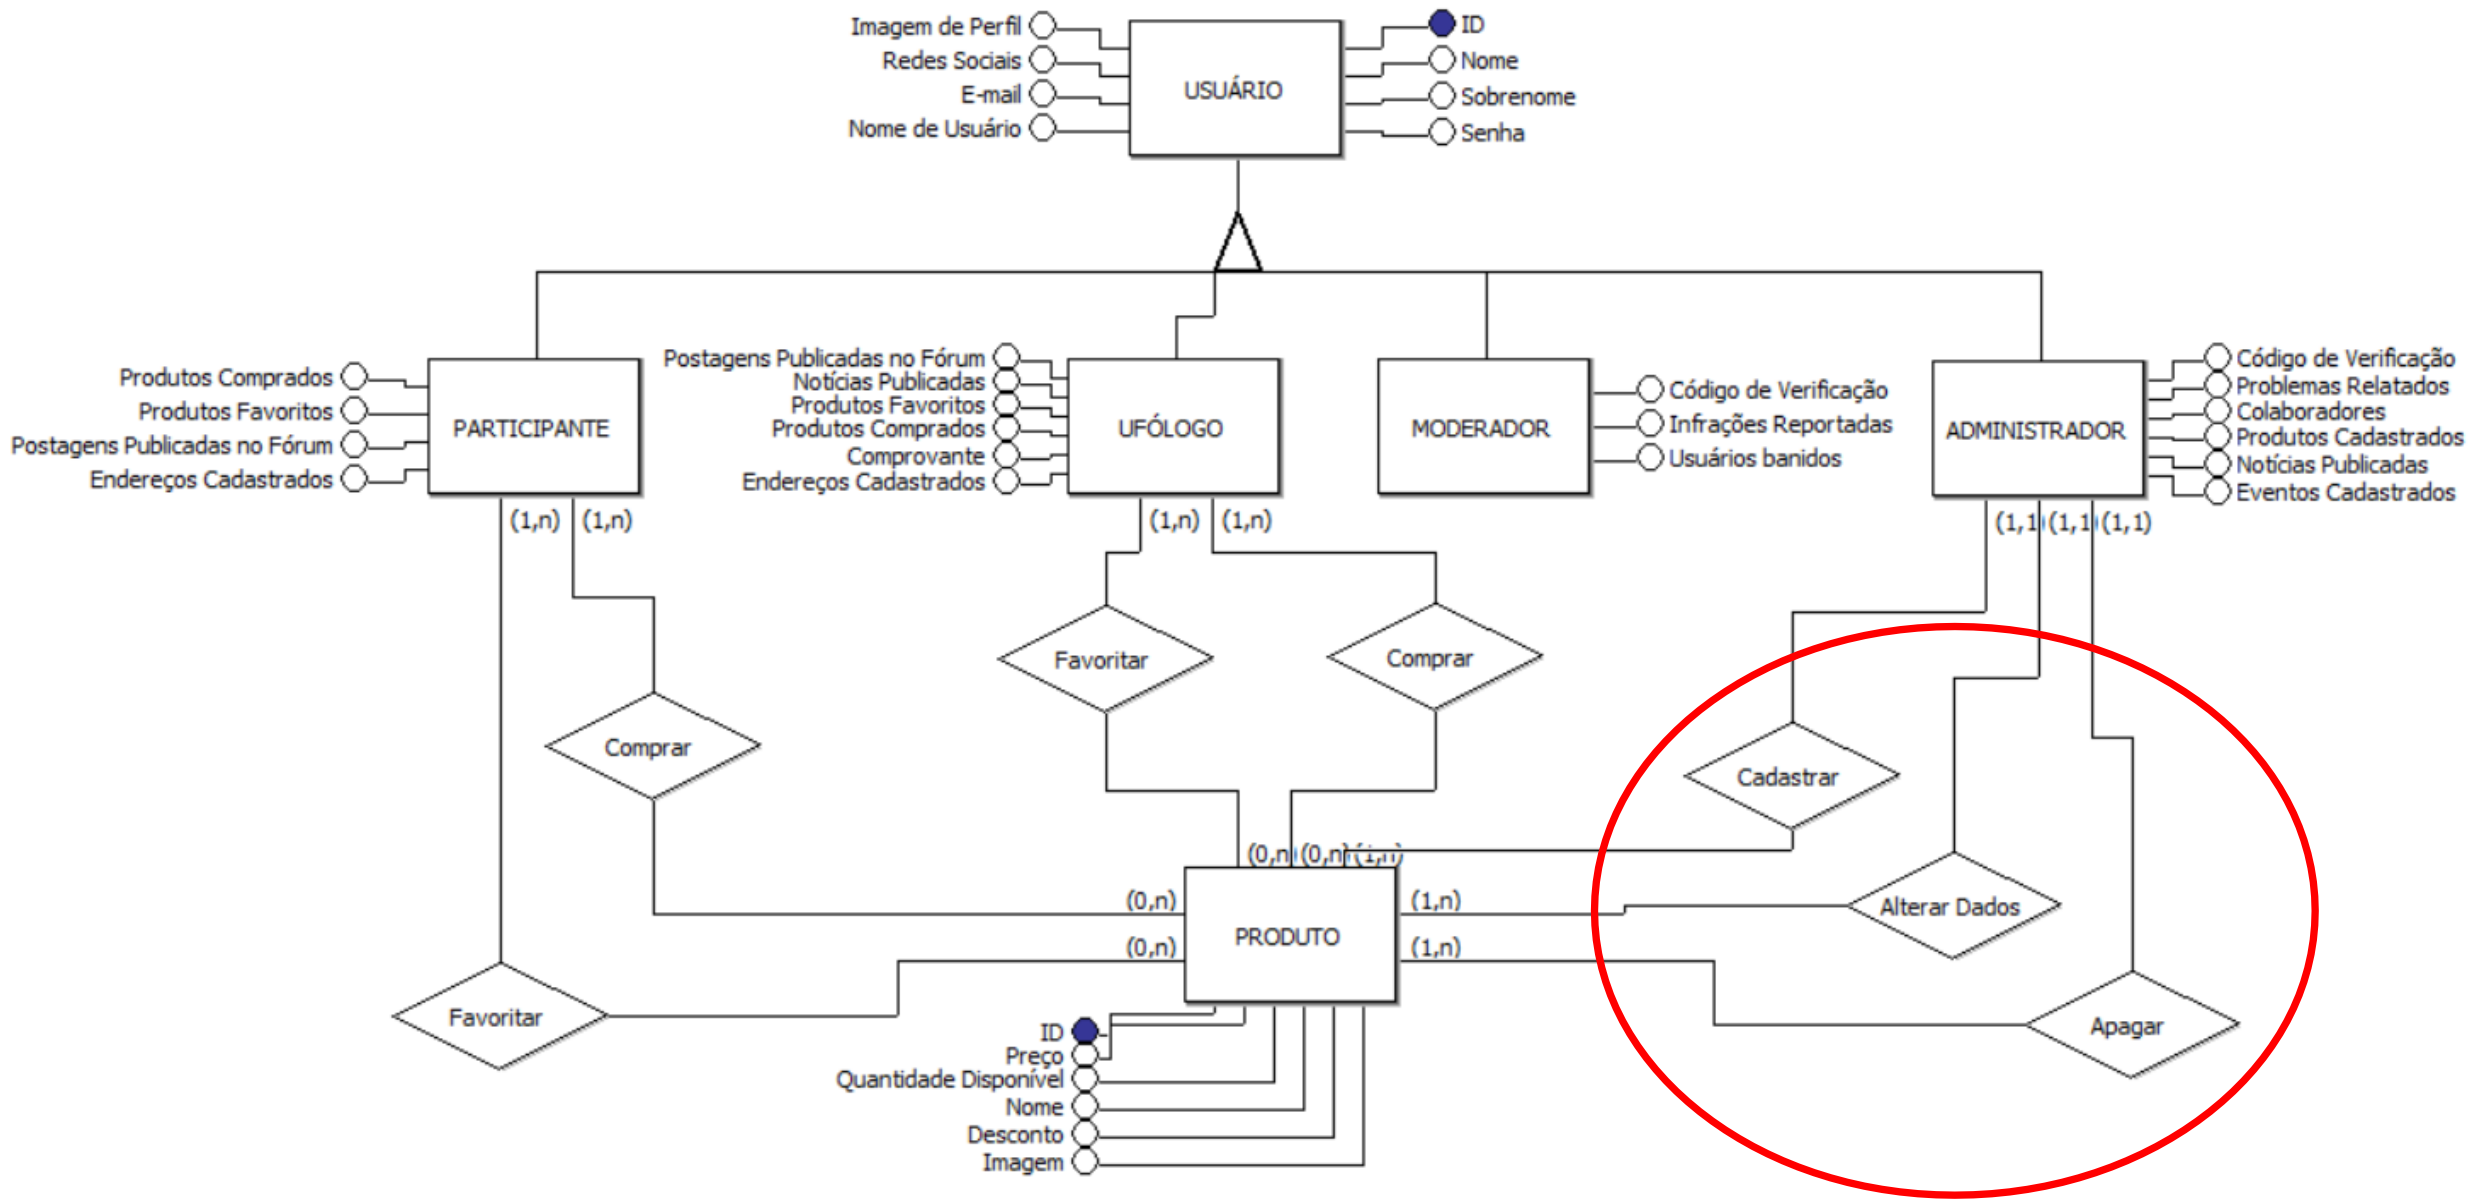 Imagem de Perfil
Redes Sociais
E-mail
Nome de Usuário
USUÁRIO
ID
Nome
Sobrenome
Senha
Produtos Comprados
Produtos Favoritos
Postagens Publicadas no Fórum
Endereços Cadastrados
PARTICIPANTE
Postagens Publicadas no Fórum
Notícias Publicadas
Produtos Favoritos
Produtos Comprados
Comprovante
Endereços Cadastrados
UFÓLOGO
MODERADOR
Código de Verificação
Infrações Reportadas
Usuários banidos
ADMINISTRADOR
Código de Verificação
Problemas Relatados
Colaboradores
Produtos Cadastrados
Notícias Publicadas
Eventos Cadastrados
(1,n) (1,n)
(1,n) (1,n)
(1,1) (1,1) (1,1)
Favoritar
Comprar
Comprar
Cadastrar
(0,n) (0,n) (1,n)
(0,n)
(1,n)
Alterar Dados
PRODUTO
(0,n)
(1,n)
Favoritar
Apagar
ID
Preço
Quantidade Disponível
Nome
Desconto
Imagem